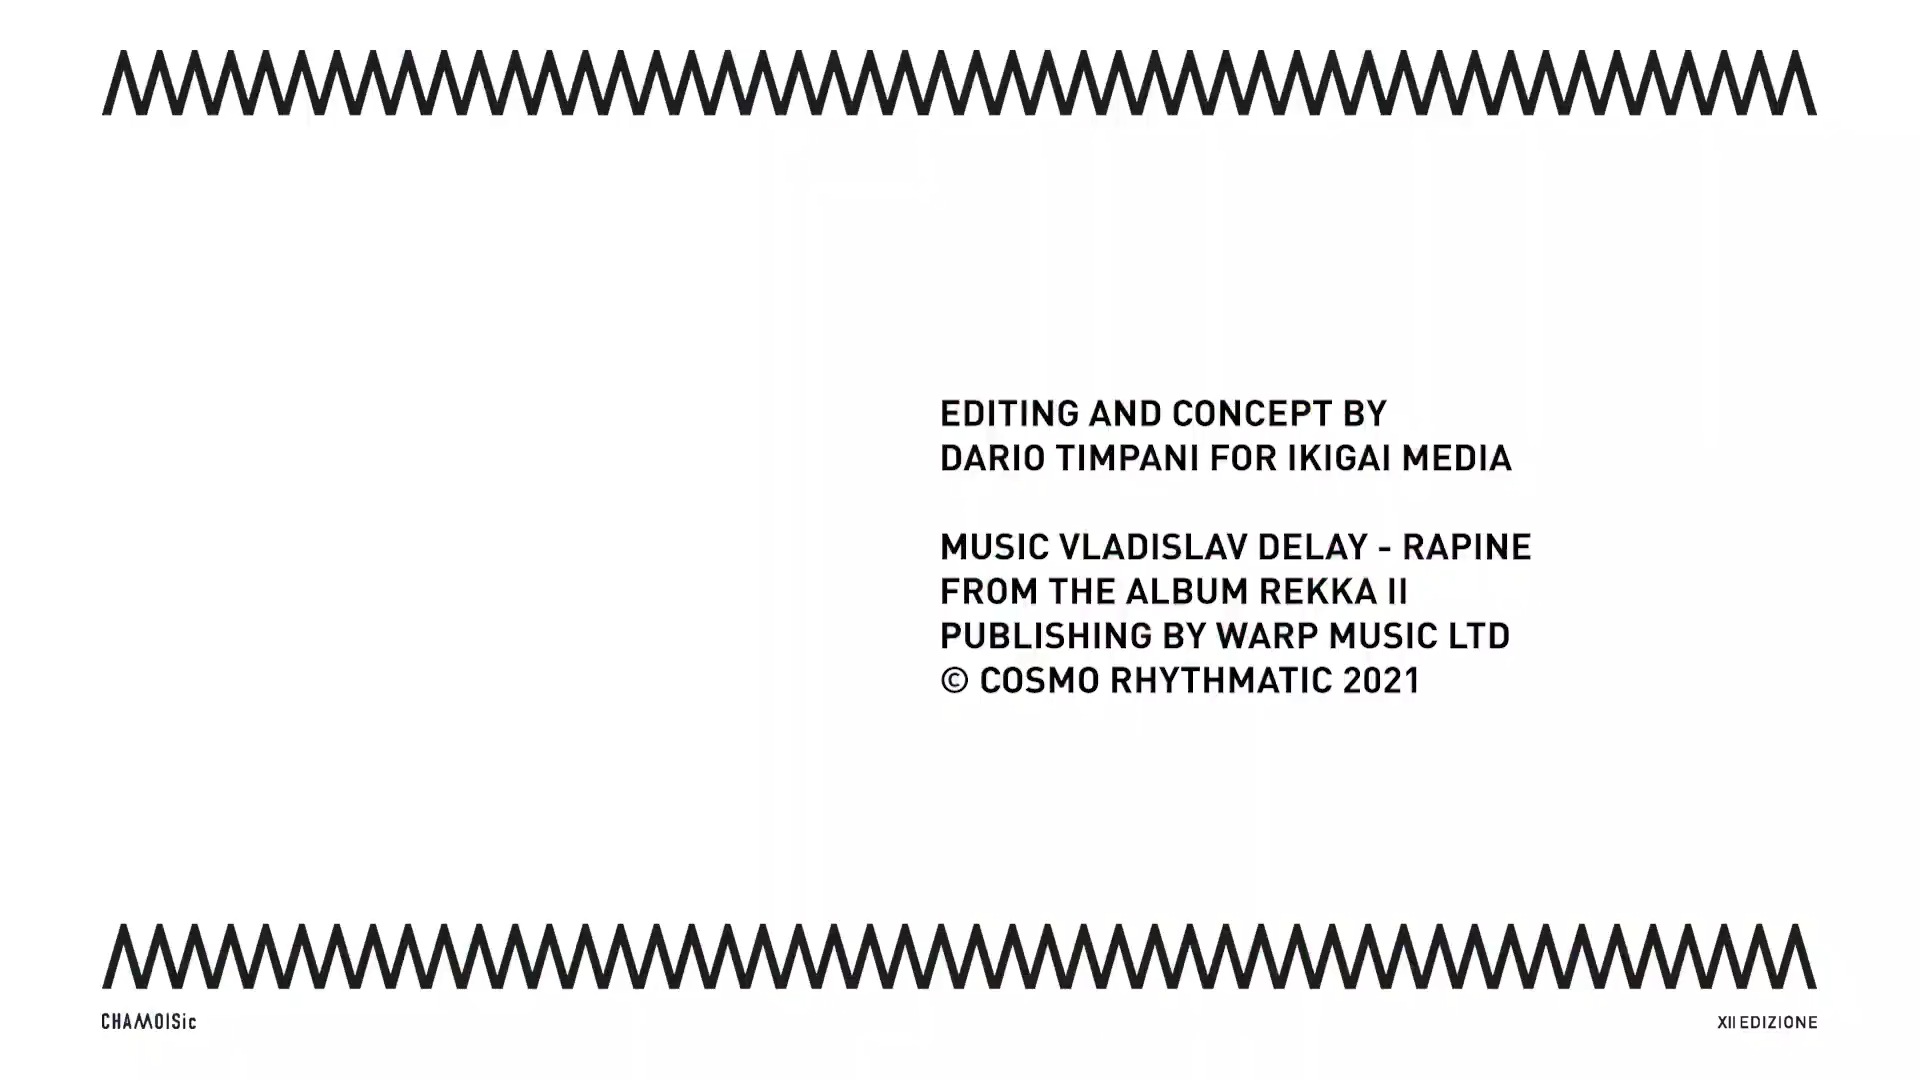 EDITING AND CONCEPT BY
DARIO TIMPANI FOR IKIGAI MEDIA
MUSIC VLADISLAV DELAY - RAPINE
FROM THE ALBUM REKKA II
PUBLISHING BY WARP MUSIC LTD
© COSMO RHYTHMATIC 2021
CHAMOISic
XII EDIZIONE